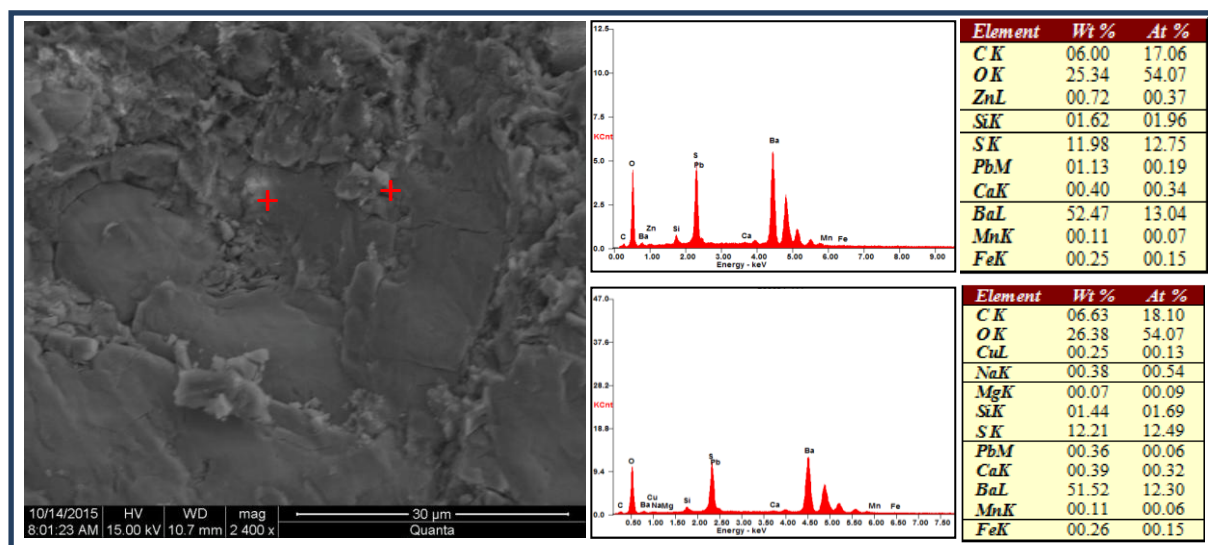 10/14/2015 HV WD mag 30 µm
8:01:23 AM 15.00 kV 10.7 mm 2 400 x Quanta
12.5
10.0
7.5
KCnt
5.0
2.5
0.0
C O Ba Zn Si S Pb Ca Ba Mn Fe
0.00 1.00 2.00 3.00 4.00 5.00 6.00 7.00 8.00 9.00
Energy - keV
Element Wt % At %
C K 06.00 17.06
O K 25.34 54.07
ZnL 00.72 00.37
SiK 01.62 01.96
S K 11.98 12.75
PbM 01.13 00.19
CaK 00.40 00.34
BaL 52.47 13.04
MnK 00.11 00.07
FeK 00.25 00.15
47.0
37.6
28.2
KCnt
18.8
9.4
0.0
C O Ba Cu NaMg Si S Pb Ca Ba Mn Fe
0.50 1.00 1.50 2.00 2.50 3.00 3.50 4.00 4.50 5.00 5.50 6.00 6.50 7.00 7.50
Energy - keV
Element Wt % At %
C K 06.63 18.10
O K 26.38 54.07
CuL 00.25 00.13
NaK 00.38 00.54
MgK 00.07 00.09
SiK 01.44 01.69
S K 12.21 12.49
PbM 00.36 00.06
CaK 00.39 00.32
BaL 51.52 12.30
MnK 00.11 00.06
FeK 00.26 00.15